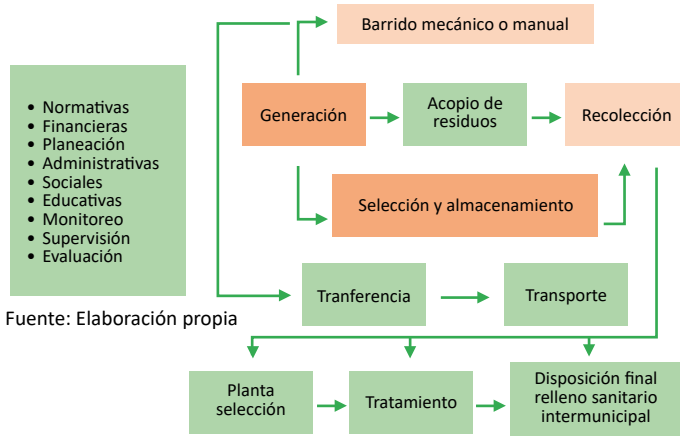 Barrido mecánico o manual
• Normativas
• Financieras
• Planeación
• Administrativas
• Sociales
• Educativas
• Monitoreo
• Supervisión
• Evaluación
Generación
Acopio de
residuos
Recolección
Selección y almacenamiento
Tranferencia
Transporte
Fuente: Elaboración propia
Planta
selección
Tratamiento
Disposición final
relleno sanitario
intermunicipal